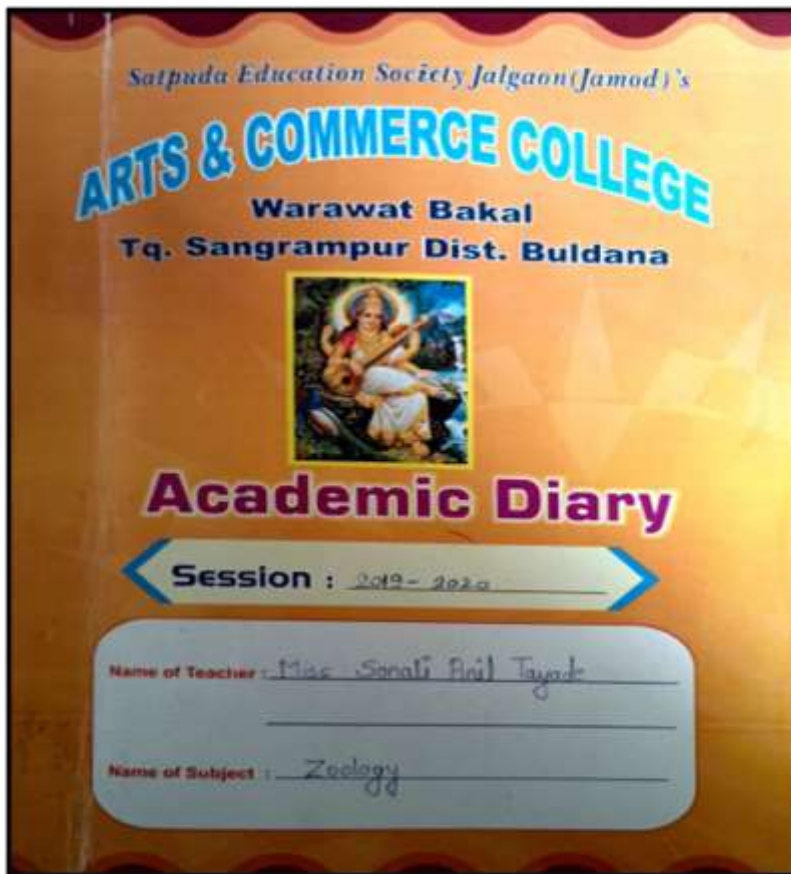 Satpuda Education Society Jalgaon(Jamod)'s
ARTS & COMMERCE COLLEGE
Warawat Bakal
Tq. Sangrampur Dist. Buldana
Academic Diary
Session : 2019-2020
Name of Teacher : Miss Sonali Anil Tayade
Name of Subject : Zoology